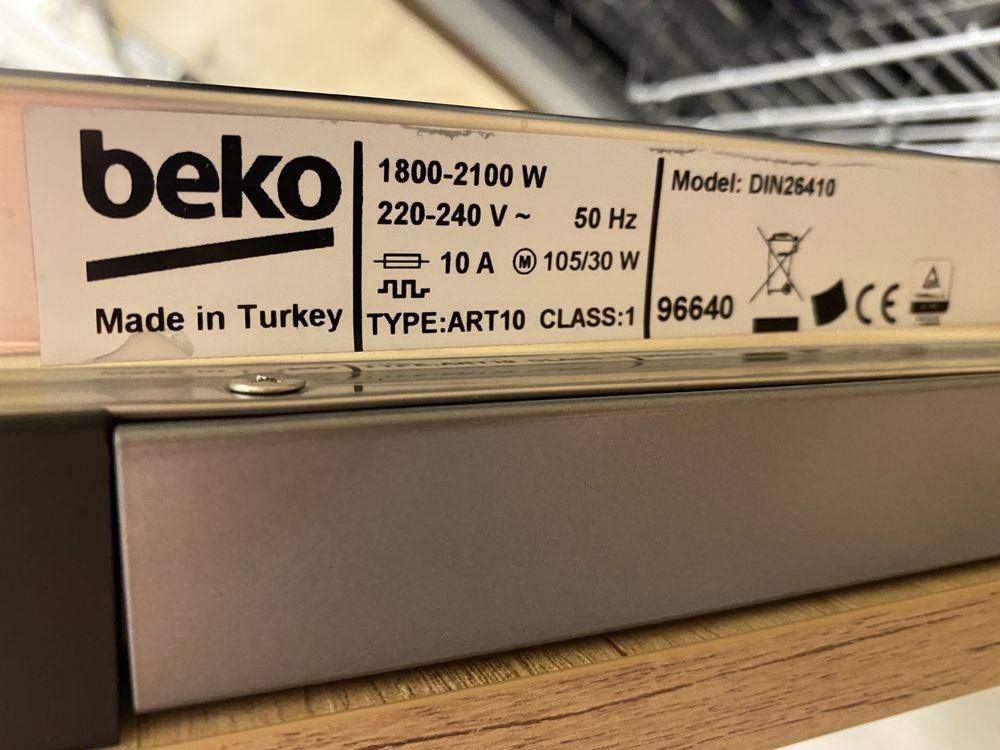 beko
Made in Turkey
1800-2100 W
220-240 V ~ 50 Hz
10 A M 105/30 W
TYPE:ART10 CLASS:1
Model: DIN26410
96640
CE